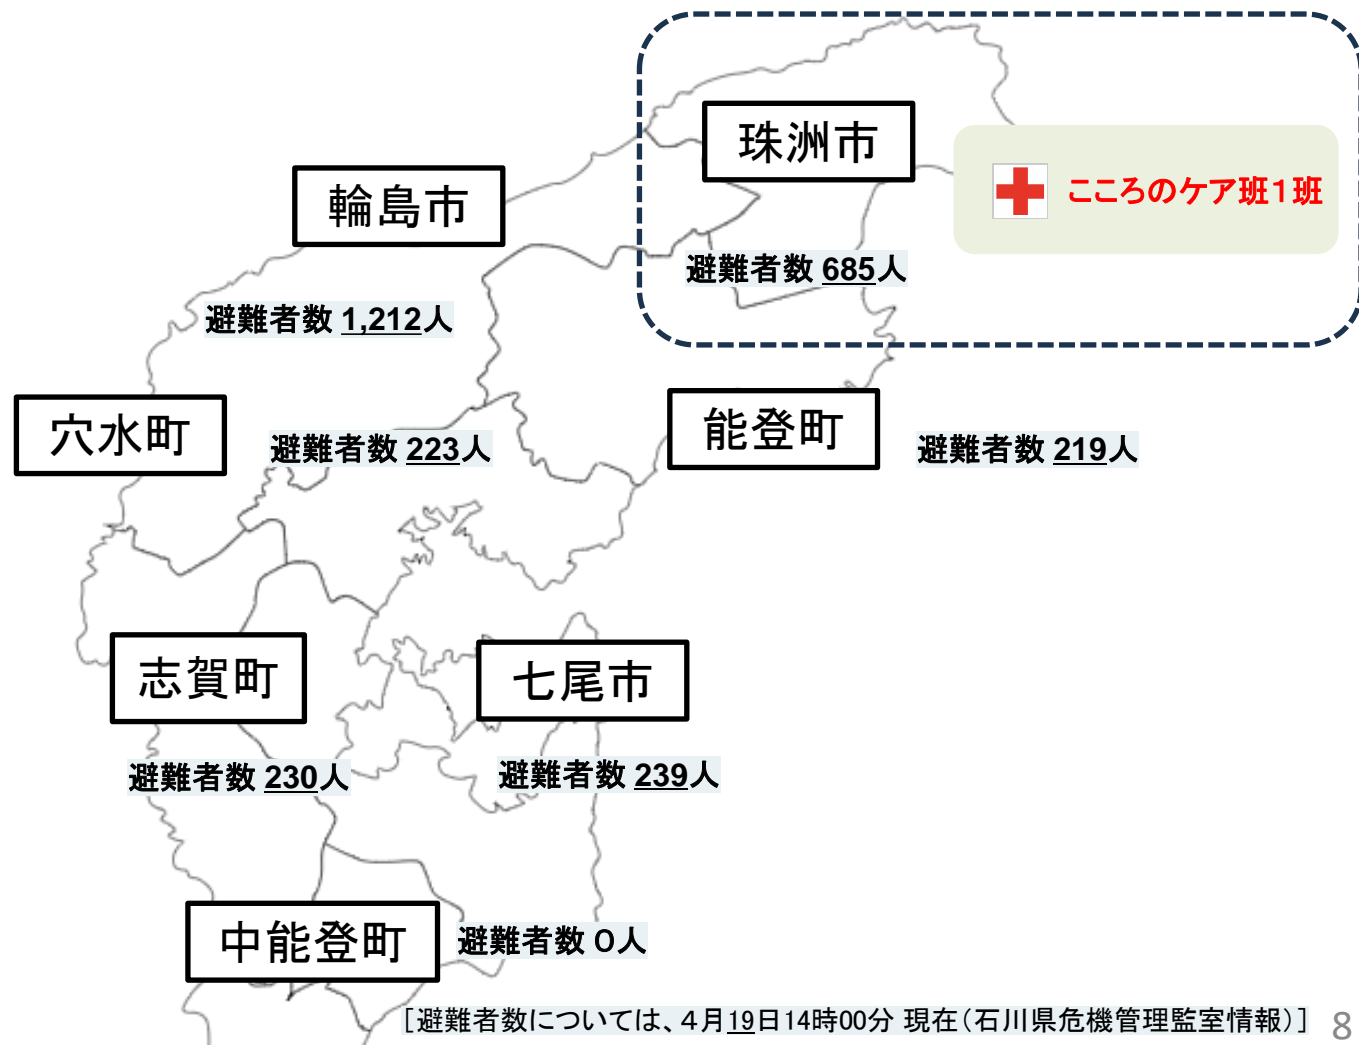 珠洲市
こころのケア班1班
輪島市
避難者数 685人
避難者数 1,212人
穴水町
避難者数 223人
能登町
避難者数 219人
志賀町
七尾市
避難者数 230人
避難者数 239人
中能登町
避難者数 0人
[避難者数については、4月19日14時00分 現在(石川県危機管理監室情報)]
8